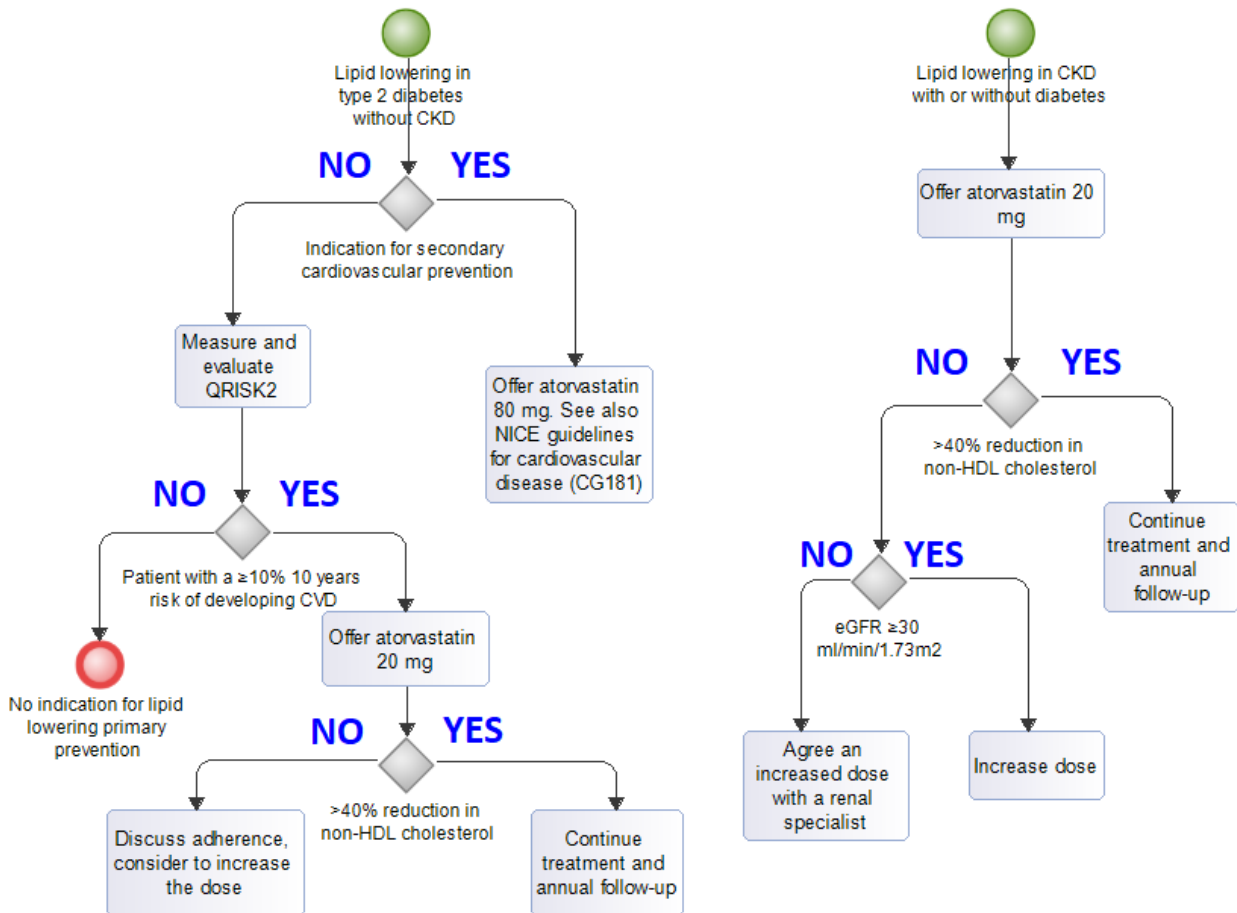 Lipid lowering in
type 2 diabetes
without CKD
NO
YES
Indication for secondary
cardiovascular prevention
Measure and
evaluate
QRISK2
Offer atorvastatin
80 mg. See also
NICE guidelines
for cardiovascular
disease (CG181)
NO
YES
Patient with a ≥10% 10 years
risk of developing CVD
Offer atorvastatin
20 mg
No indication for lipid
lowering primary
prevention
NO
YES
>40% reduction in
non-HDL cholesterol
Discuss adherence,
consider to increase
the dose
Continue
treatment and
annual follow-up
Lipid lowering in CKD
with or without diabetes
Offer atorvastatin 20
mg
NO
YES
>40% reduction in
non-HDL cholesterol
Continue
treatment and
annual
follow-up
NO
YES
eGFR ≥30
ml/min/1.73m2
Agree an
increased dose
with a renal
specialist
Increase dose